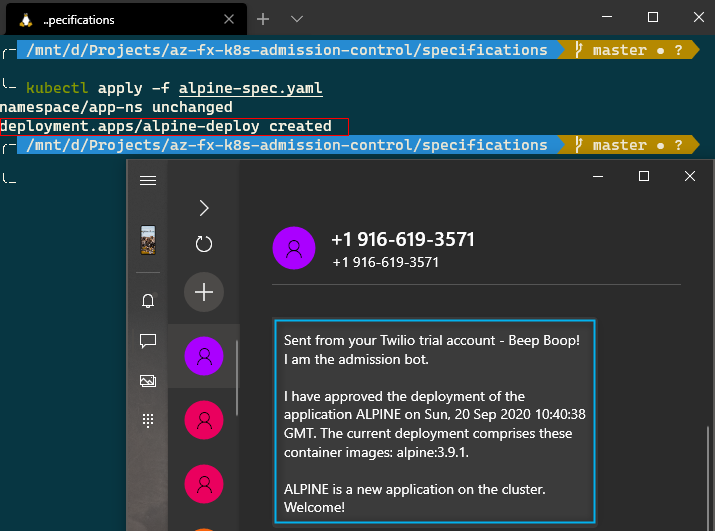 ..pecifications
/mnt/d/Projects/az-fx-k8s-admission-control/specifications master ● ?
kubectl apply -f alpine-spec.yaml
namespace/app-ns unchanged
deployment.apps/alpine-deploy created
/mnt/d/Projects/az-fx-k8s-admission-control/specifications master ● ?
+1 916-619-3571
+1 916-619-3571
Sent from your Twilio trial account - Beep Boop!
I am the admission bot.
I have approved the deployment of the
application ALPINE on Sun, 20 Sep 2020 10:40:38
GMT. The current deployment comprises these
container images: alpine:3.9.1.
ALPINE is a new application on the cluster.
Welcome!